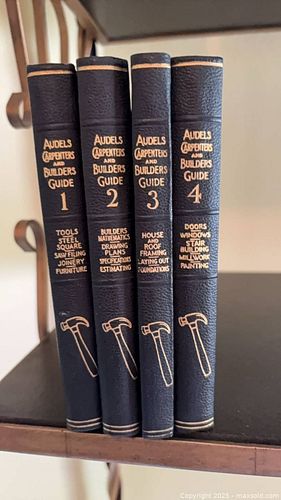 AUDELS
CARPENTERS
AND
BUILDERS
GUIDE
1
TOOLS
STEEL
SQUARE
SAW FILING
JOINERY
FURNITURE
AUDELS
CARPENTERS
AND
BUILDERS
GUIDE
2
BUILDERS
MATHEMATICS
DRAWING
PLANS
SPECIFICATIONS
ESTIMATING
AUDELS
CARPENTERS
AND
BUILDERS
GUIDE
3
HOUSE
AND
ROOF
FRAMING
LAYING OUT
FOUNDATIONS
AUDELS
CARPENTERS
AND
BUILDERS
GUIDE
4
DOORS
WINDOWS
STAIR
BUILDING
MILLWORK
PAINTING
Copyright 2025 - maxsold.com